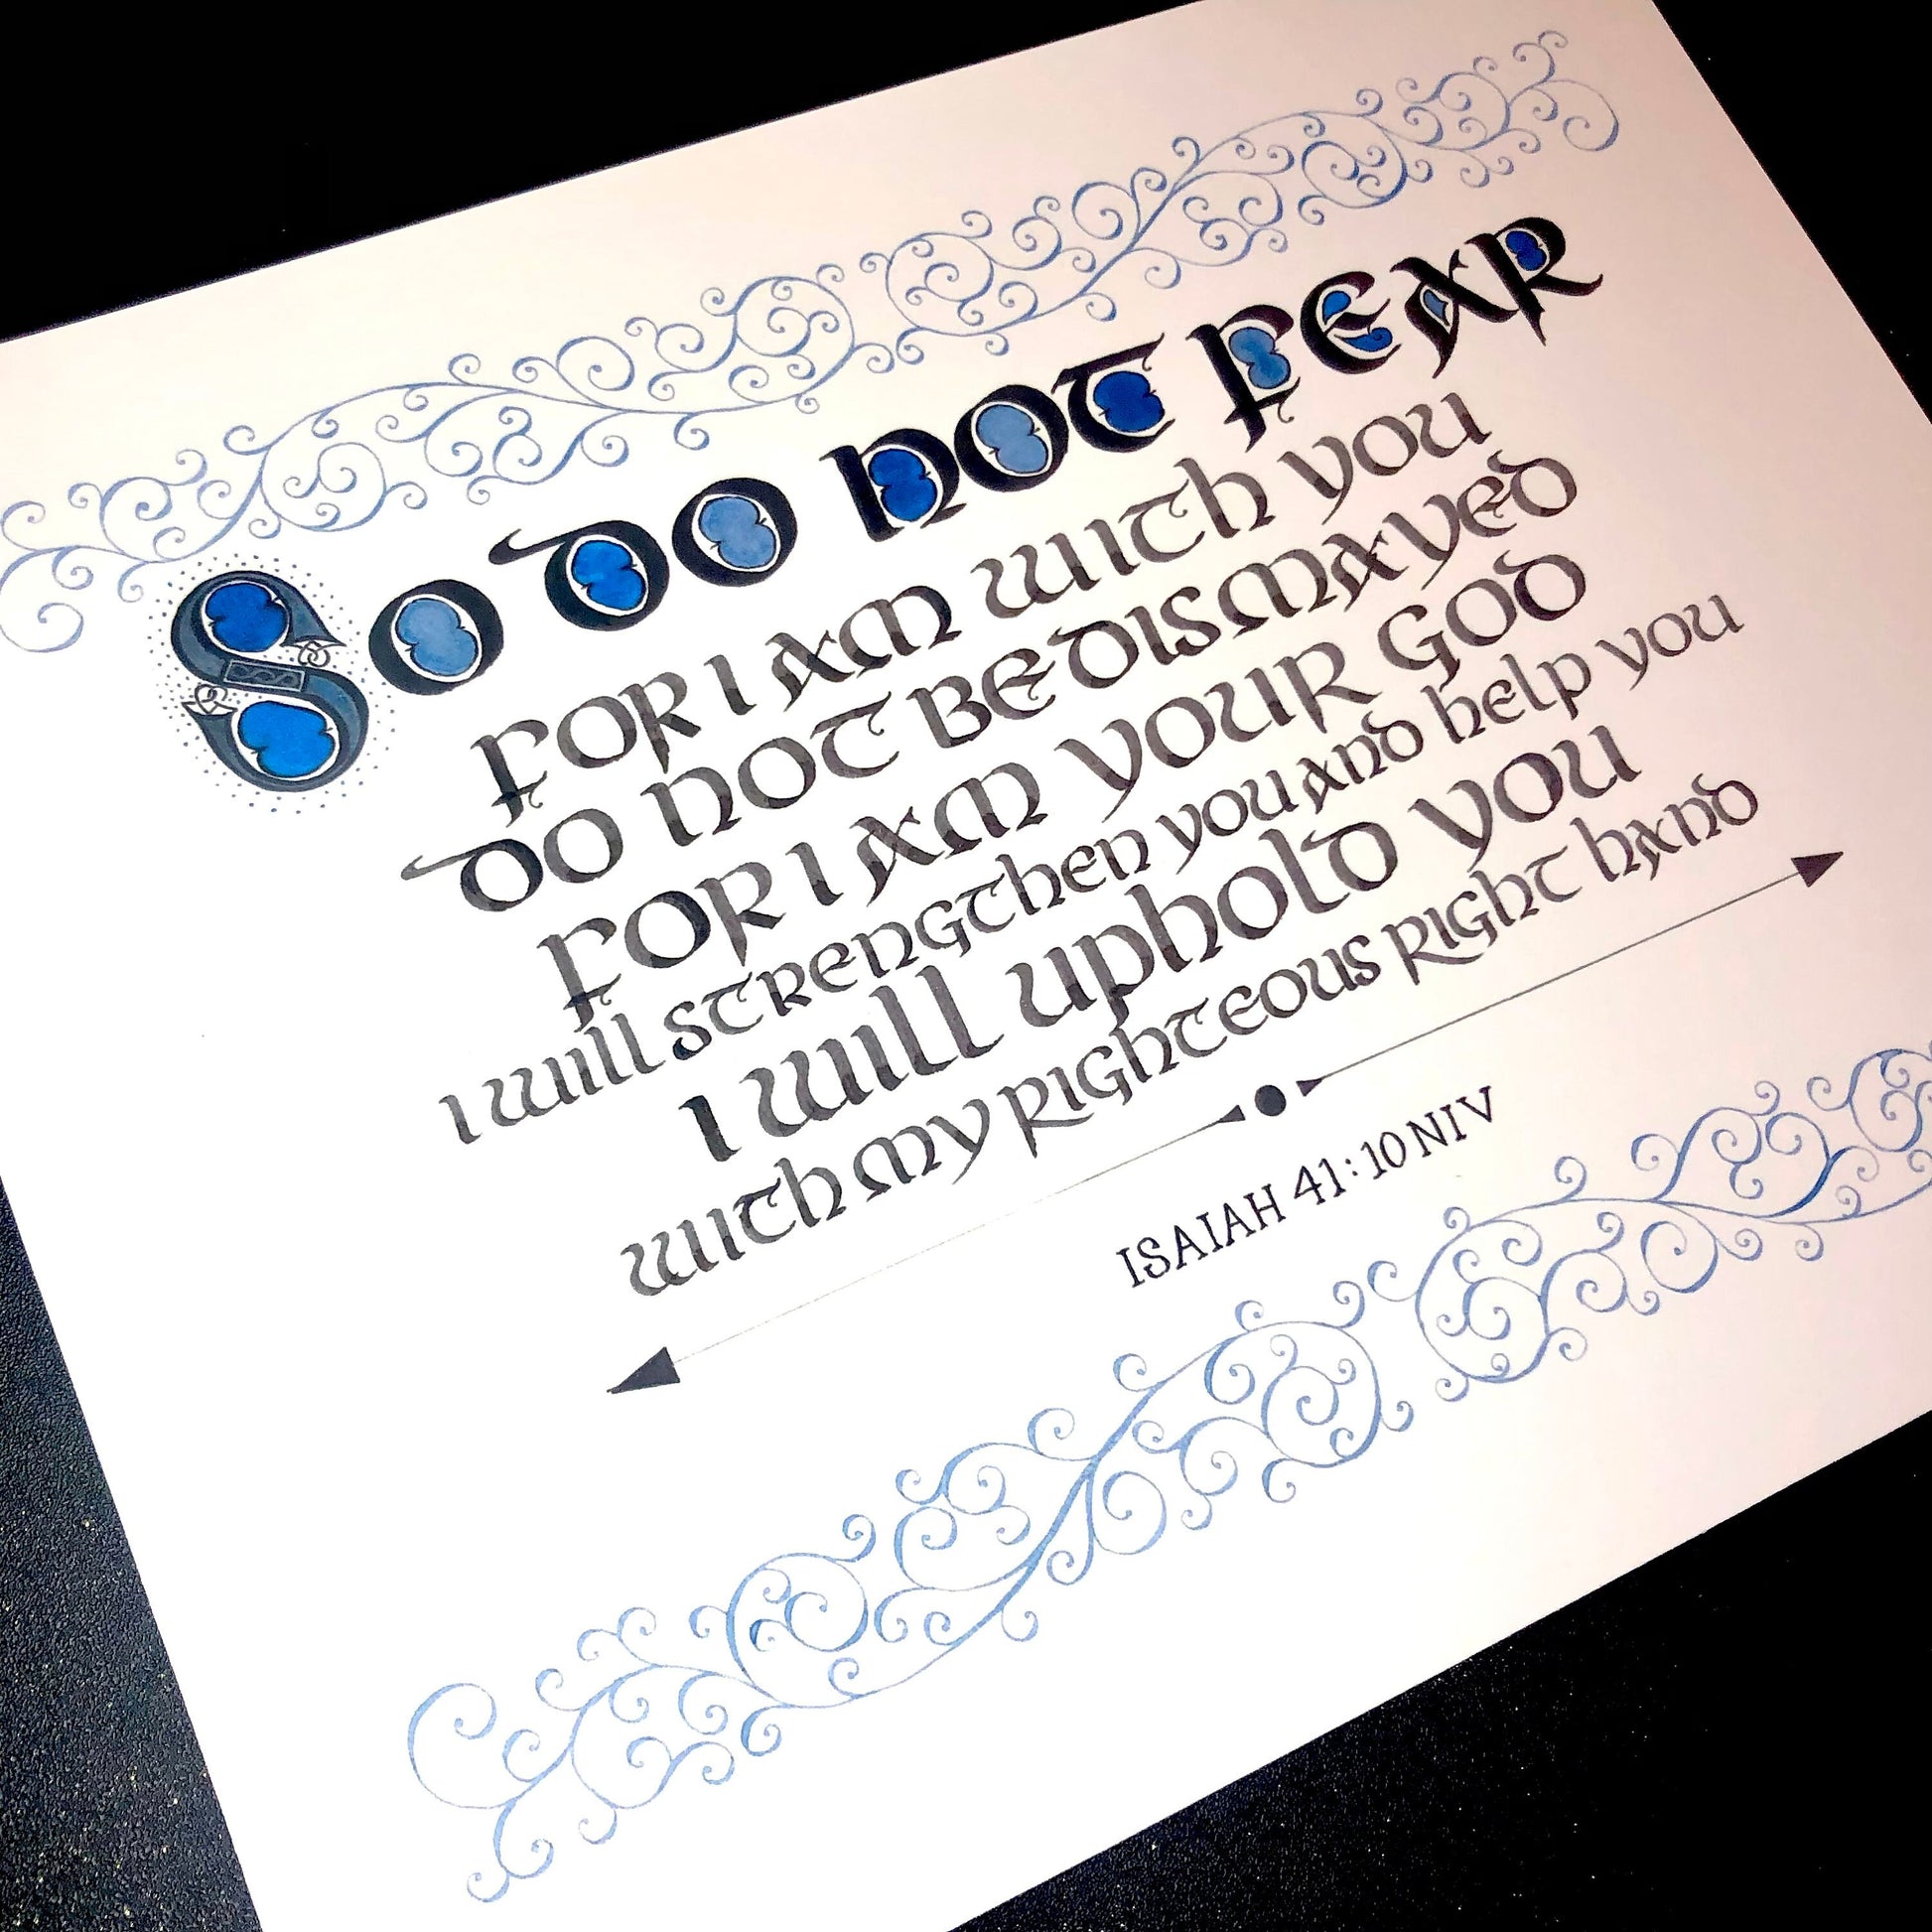 So DO NOT FEAR
FOR I AM WITH YOU
DO NOT BE DISMAYED
FOR I AM YOUR GOD
I will strengthen you and help you
I will uphold you
with my righteous right hand
ISAIAH 41:10 NIV